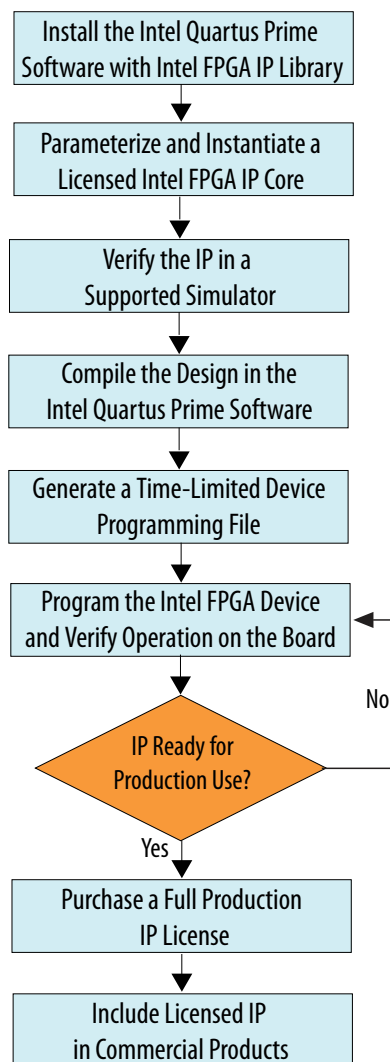 Install the Intel Quartus Prime
Software with Intel FPGA IP Library
Parameterize and Instantiate a
Licensed Intel FPGA IP Core
Verify the IP in a
Supported Simulator
Compile the Design in the
Intel Quartus Prime Software
Generate a Time-Limited Device
Programming File
Program the Intel FPGA Device
and Verify Operation on the Board
No
IP Ready for
Production Use?
Yes
Purchase a Full Production
IP License
Include Licensed IP
in Commercial Products